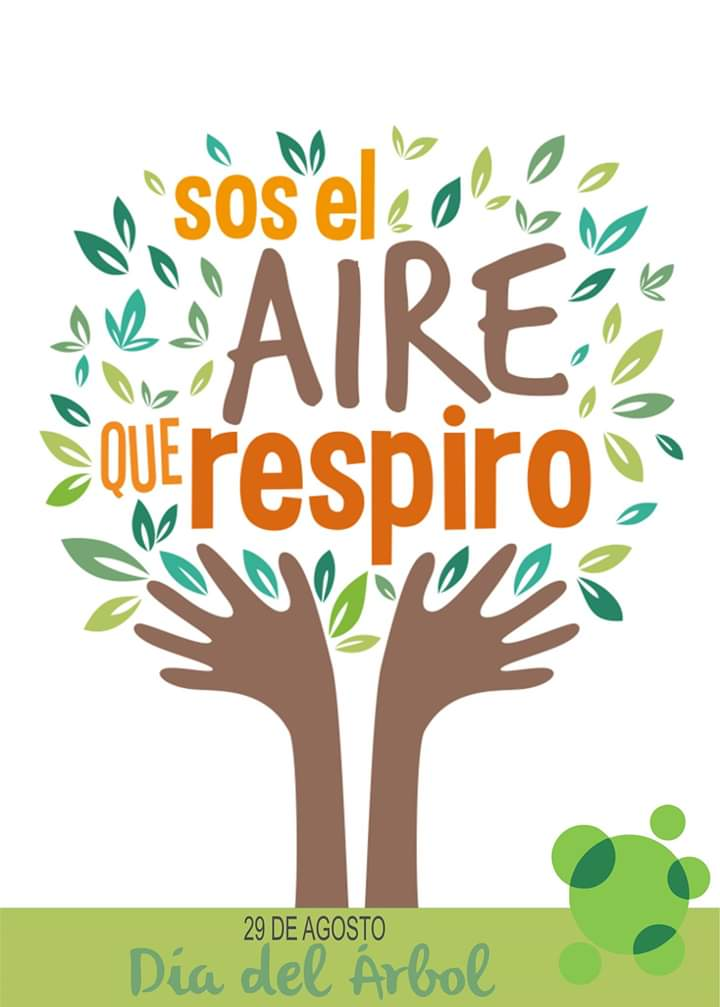 sos el
AIRE
QUE respiro
29 DE AGOSTO
Día del Árbol